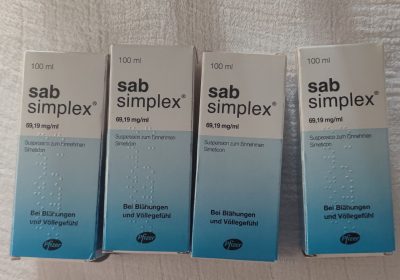 100 ml
sab
simplex®
69,19 mg/ml
Suspension zum Einnehmen
Simeticon
Bei Blähungen
und Völlegefühl
Pfizer
100 ml
sab
simplex®
69,19 mg/ml
Suspension zum Einnehmen
Simeticon
Bei Blähungen
und Völlegefühl
Pfizer
100 ml
sab
simplex®
69,19 mg/ml
Suspension zum Einnehmen
Simeticon
Bei Blähungen
und Völlegefühl
Pfizer
100 ml
sab
simplex®
69,19 mg/ml
Suspension zum Einnehmen
Simeticon
Bei Blähungen
und Völlegefühl
Pfizer